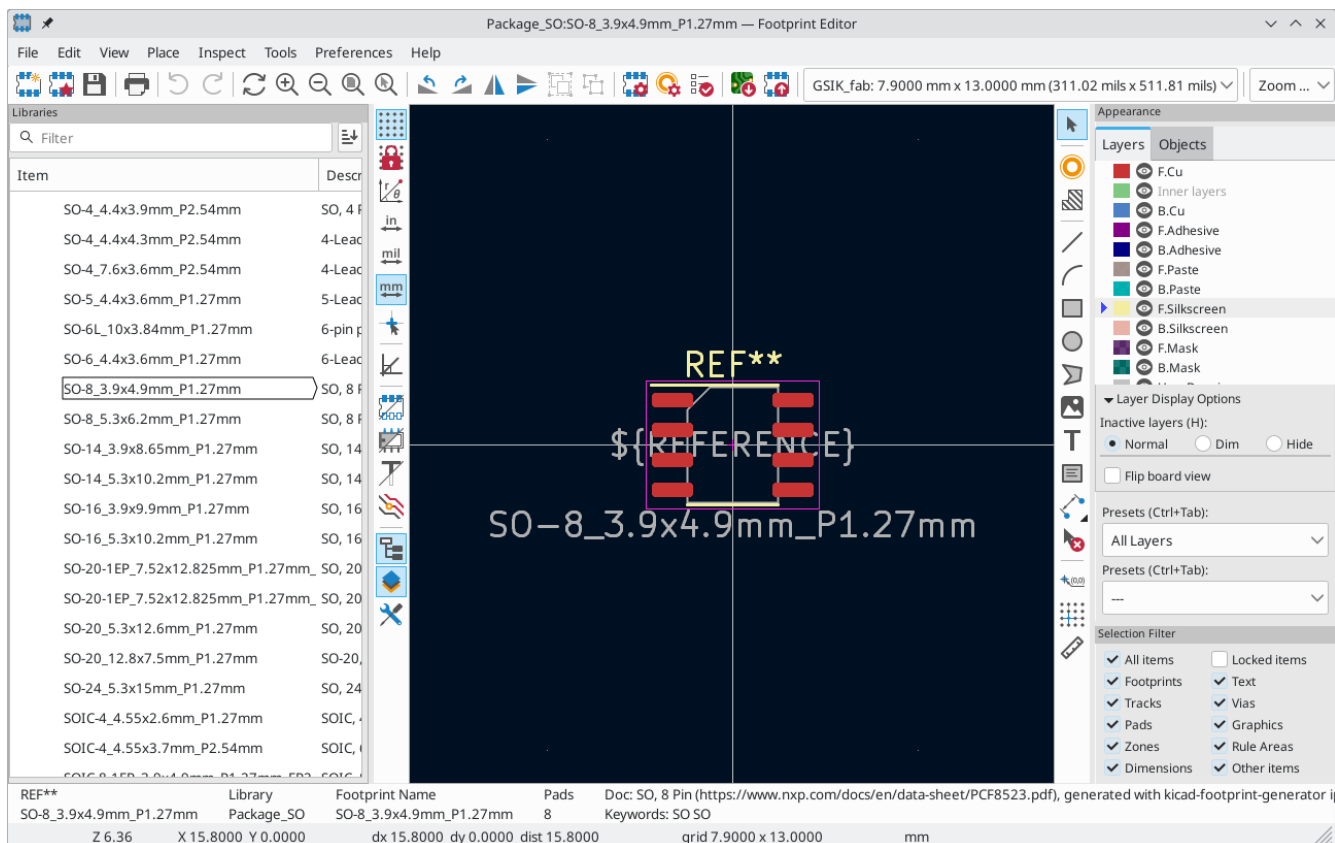 Package_SO:SO-8_3.9x4.9mm_P1.27mm — Footprint Editor
File Edit View Place Inspect Tools Preferences Help
GSIK_fab: 7.9000 mm x 13.0000 mm (311.02 mils x 511.81 mils) Zoom ...
Libraries
Filter
Item Descr
SO-4_4.4x3.9mm_P2.54mm SO, 4 P
SO-4_4.4x4.3mm_P2.54mm 4-Leac
SO-4_7.6x3.6mm_P2.54mm 4-Leac
SO-5_4.4x3.6mm_P1.27mm 5-Leac
SO-6L_10x3.84mm_P1.27mm 6-pin p
SO-6_4.4x3.6mm_P1.27mm 6-Leac
SO-8_3.9x4.9mm_P1.27mm SO, 8 P
SO-8_5.3x6.2mm_P1.27mm SO, 8 P
SO-14_3.9x8.65mm_P1.27mm SO, 14
SO-14_5.3x10.2mm_P1.27mm SO, 14
SO-16_3.9x9.9mm_P1.27mm SO, 16
SO-16_5.3x10.2mm_P1.27mm SO, 16
SO-20-1EP_7.52x12.825mm_P1.27mm_ SO, 20
SO-20-1EP_7.52x12.825mm_P1.27mm_ SO, 20
SO-20_5.3x12.6mm_P1.27mm SO, 20
SO-20_12.8x7.5mm_P1.27mm SO-20,
SO-24_5.3x15mm_P1.27mm SO, 24
SOIC-4_4.55x2.6mm_P1.27mm SOIC, 4
SOIC-4_4.55x3.7mm_P2.54mm SOIC, 6
r
θ
in
mil
mm
REF**
${REFERENCE}
SO-8_3.9x4.9mm_P1.27mm
T
(0,0)
Appearance
Layers Objects
F.Cu
Inner layers
B.Cu
F.Adhesive
B.Adhesive
F.Paste
B.Paste
F.Silkscreen
B.Silkscreen
F.Mask
B.Mask
Layer Display Options
Inactive layers (H):
Normal Dim Hide
Flip board view
Presets (Ctrl+Tab):
All Layers
Presets (Ctrl+Tab):
---
Selection Filter
All items Locked items
Footprints Text
Tracks Vias
Pads Graphics
Zones Rule Areas
Dimensions Other items
REF** Library Footprint Name Pads Doc: SO, 8 Pin (https://www.nxp.com/docs/en/data-sheet/PCF8523.pdf), generated with kicad-footprint-generator ip
SO-8_3.9x4.9mm_P1.27mm Package_SO SO-8_3.9x4.9mm_P1.27mm 8 Keywords: SO SO
Z 6.36 X 15.8000 Y 0.0000 dx 15.8000 dy 0.0000 dist 15.8000 grid 7.9000 x 13.0000 mm